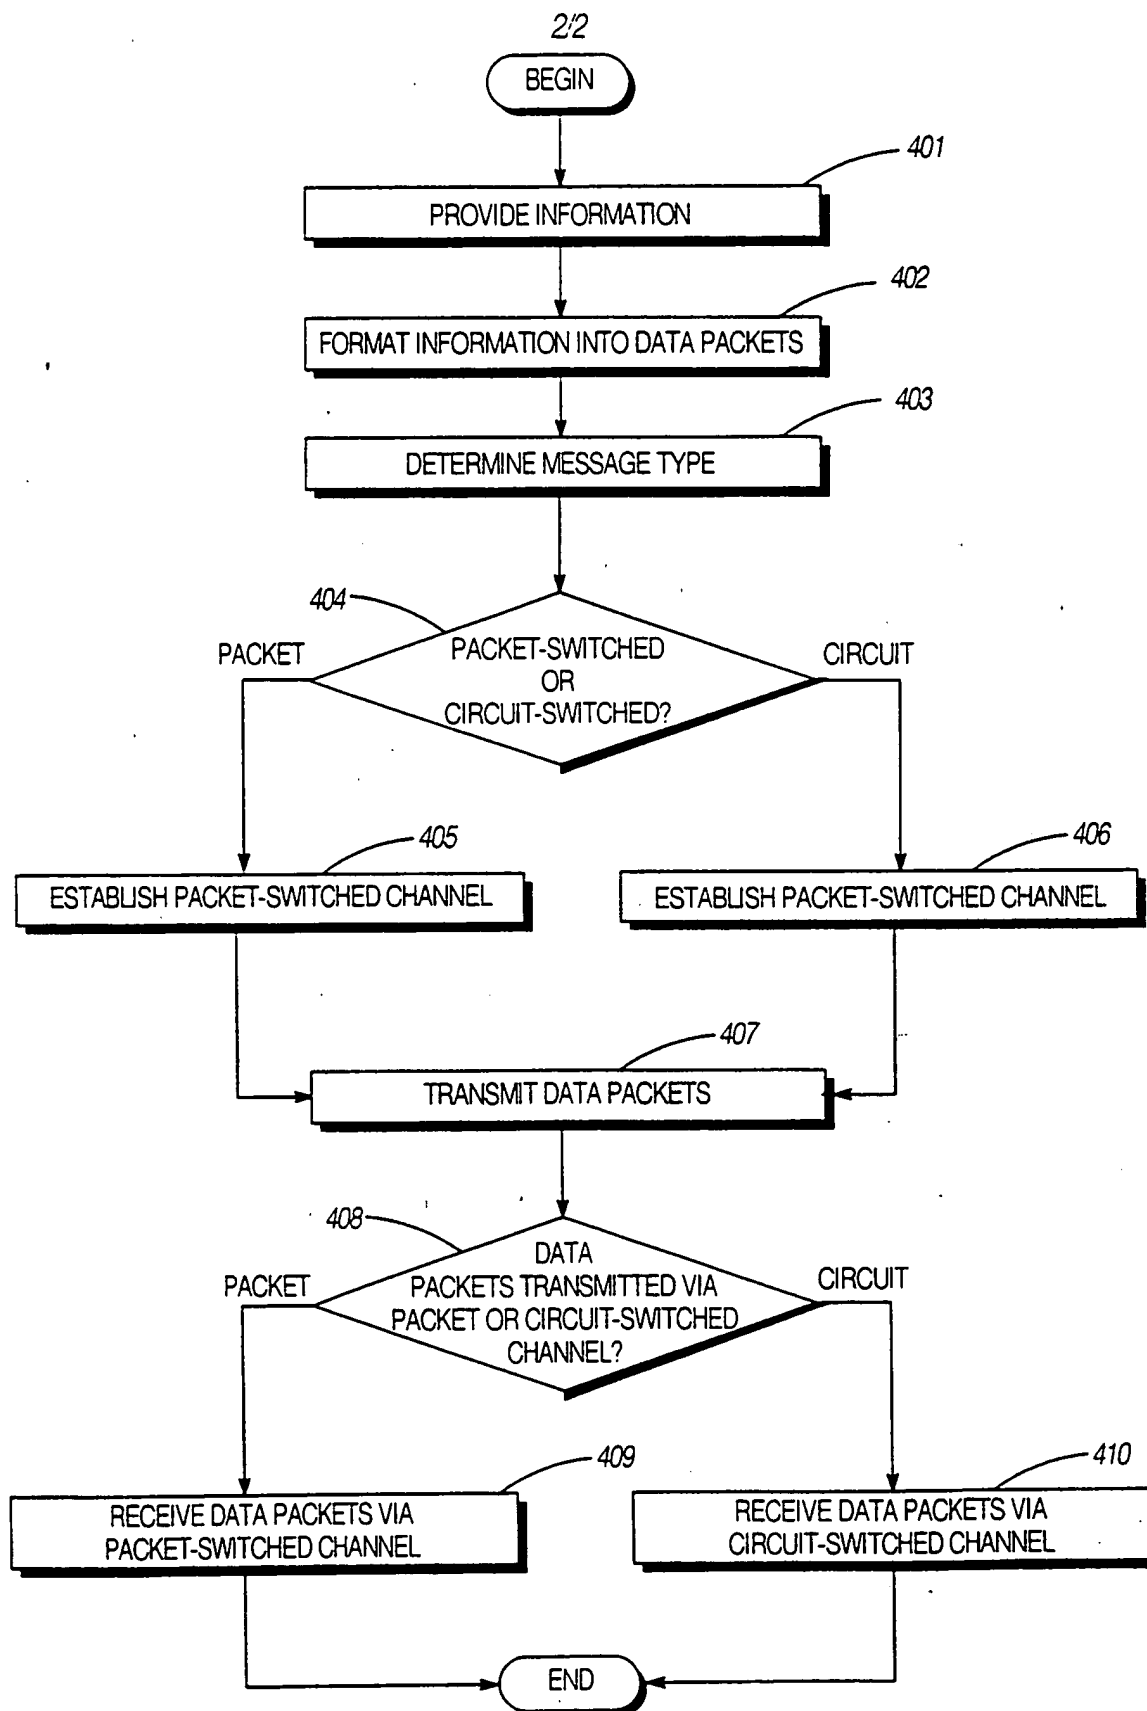 2/2
BEGIN
401
PROVIDE INFORMATION
402
FORMAT INFORMATION INTO DATA PACKETS
403
DETERMINE MESSAGE TYPE
404
PACKET
PACKET-SWITCHED
OR
CIRCUIT-SWITCHED?
CIRCUIT
405
ESTABLISH PACKET-SWITCHED CHANNEL
406
ESTABLISH PACKET-SWITCHED CHANNEL
407
TRANSMIT DATA PACKETS
408
PACKET
DATA
PACKETS TRANSMITTED VIA
PACKET OR CIRCUIT-SWITCHED
CHANNEL?
CIRCUIT
409
RECEIVE DATA PACKETS VIA
PACKET-SWITCHED CHANNEL
410
RECEIVE DATA PACKETS VIA
CIRCUIT-SWITCHED CHANNEL
END